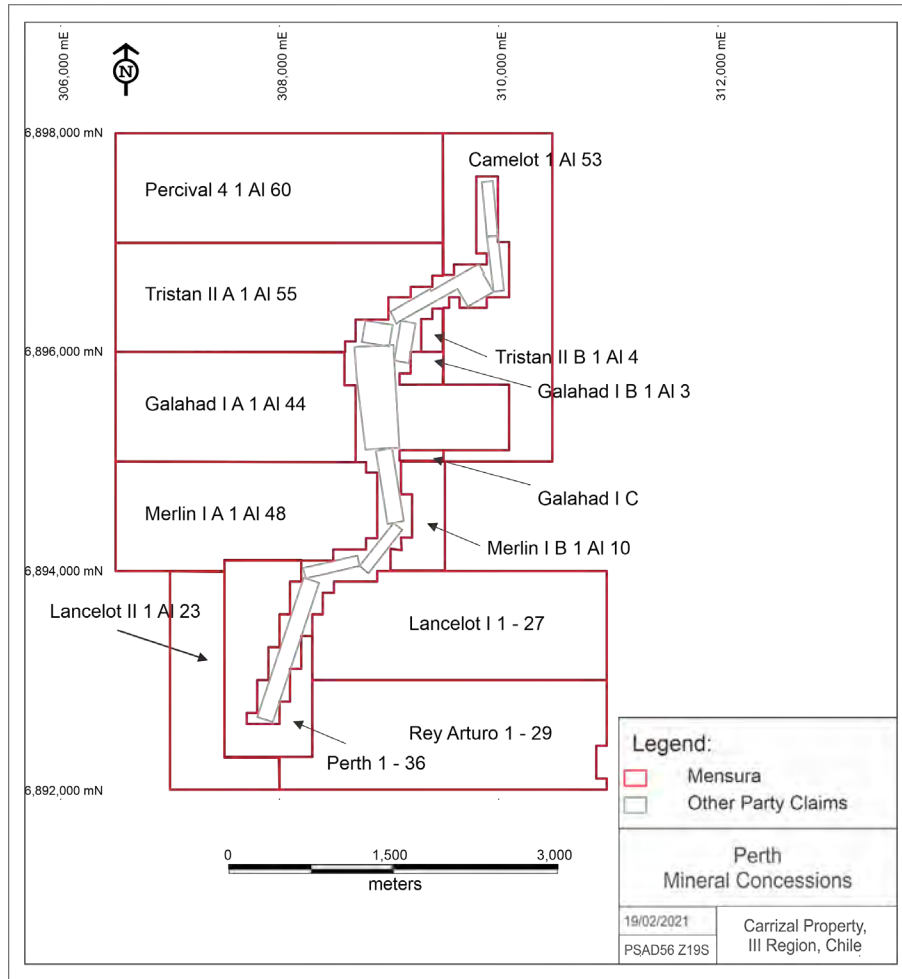 306,000 mE
308,000 mE
310,000 mE
312,000 mE
N
6,898,000 mN
Camelot 1 Al 53
Percival 4 1 Al 60
Tristan II A 1 Al 55
6,896,000 mN
Tristan II B 1 Al 4
Galahad I B 1 Al 3
Galahad I A 1 Al 44
Galahad I C
Merlin I A 1 Al 48
Merlin I B 1 Al 10
6,894,000 mN
Lancelot II 1 Al 23
Lancelot I 1 - 27
Rey Arturo 1 - 29
Perth 1 - 36
6,892,000 mN
0 1,500 3,000
meters
Legend:
Mensura
Other Party Claims
Perth
Mineral Concessions
19/02/2021
PSAD56 Z19S
Carrizal Property,
III Region, Chile